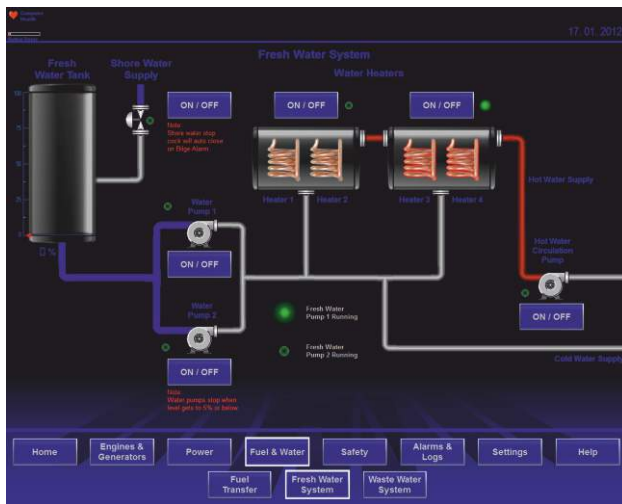 17. 01. 2012
Fresh Water System
Fresh
Water Tank
Shore Water
Supply
Water Heaters
ON / OFF
ON / OFF
ON / OFF
100
Note:
Shore water stop
cock will auto close
on Bilge Alarm
75
50
25
0
Heater 1
Heater 2
Heater 3
Heater 4
Hot Water Supply
Water
Pump 1
%
ON / OFF
Hot Water
Circulation
Pump
ON / OFF
Water
Pump 2
Fresh Water
Pump 1 Running
Fresh Water
Pump 2 Running
ON / OFF
Cold Water Supply
Note:
Water pumps stop when
level gets to 5% or below.
Home
Engines &
Generators
Power
Fuel & Water
Safety
Alarms &
Logs
Settings
Help
Fuel
Transfer
Fresh Water
System
Waste Water
System